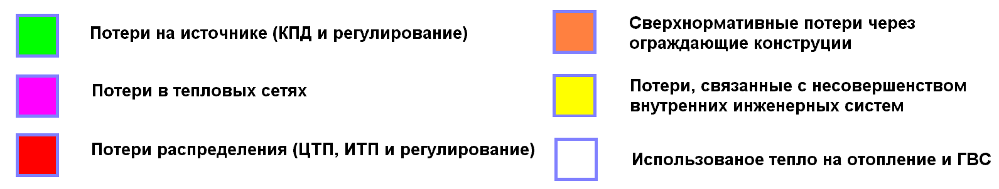 Потери на источнике (КПД и регулирование)
Потери в тепловых сетях
Потери распределения (ЦТП, ИТП и регулирование)
Сверхнормативные потери через
ограждающие конструции
Потери, связанные с несовершенством
внутренних инженерных систем
Использованое тепло на отопление и ГВС